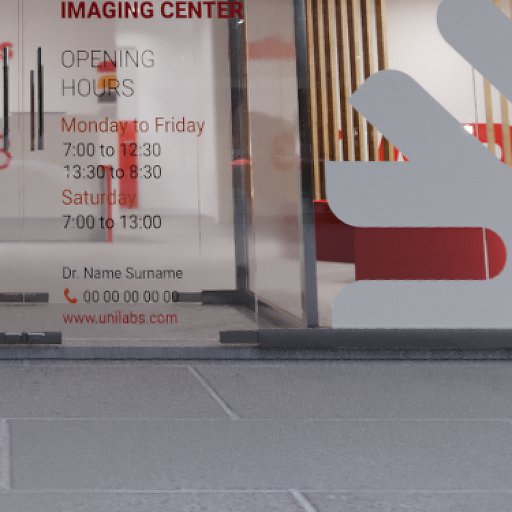 IMAGING CENTER
OPENING
HOURS
Monday to Friday
7:00 to 12:30
13:30 to 8:30
Saturday
7:00 to 13:00
Dr. Name Surname
00 00 00 00 00
www.unilabs.com